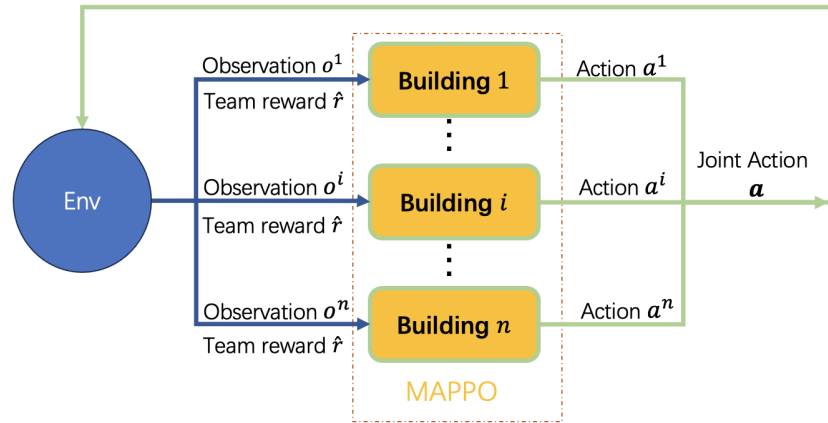 Observation o¹
Team reward r̂
Building 1
Action a¹
Env
Observation oⁱ
Team reward r̂
Building i
Action aⁱ
Joint Action
a
Observation oⁿ
Team reward r̂
Building n
Action aⁿ
MAPPO